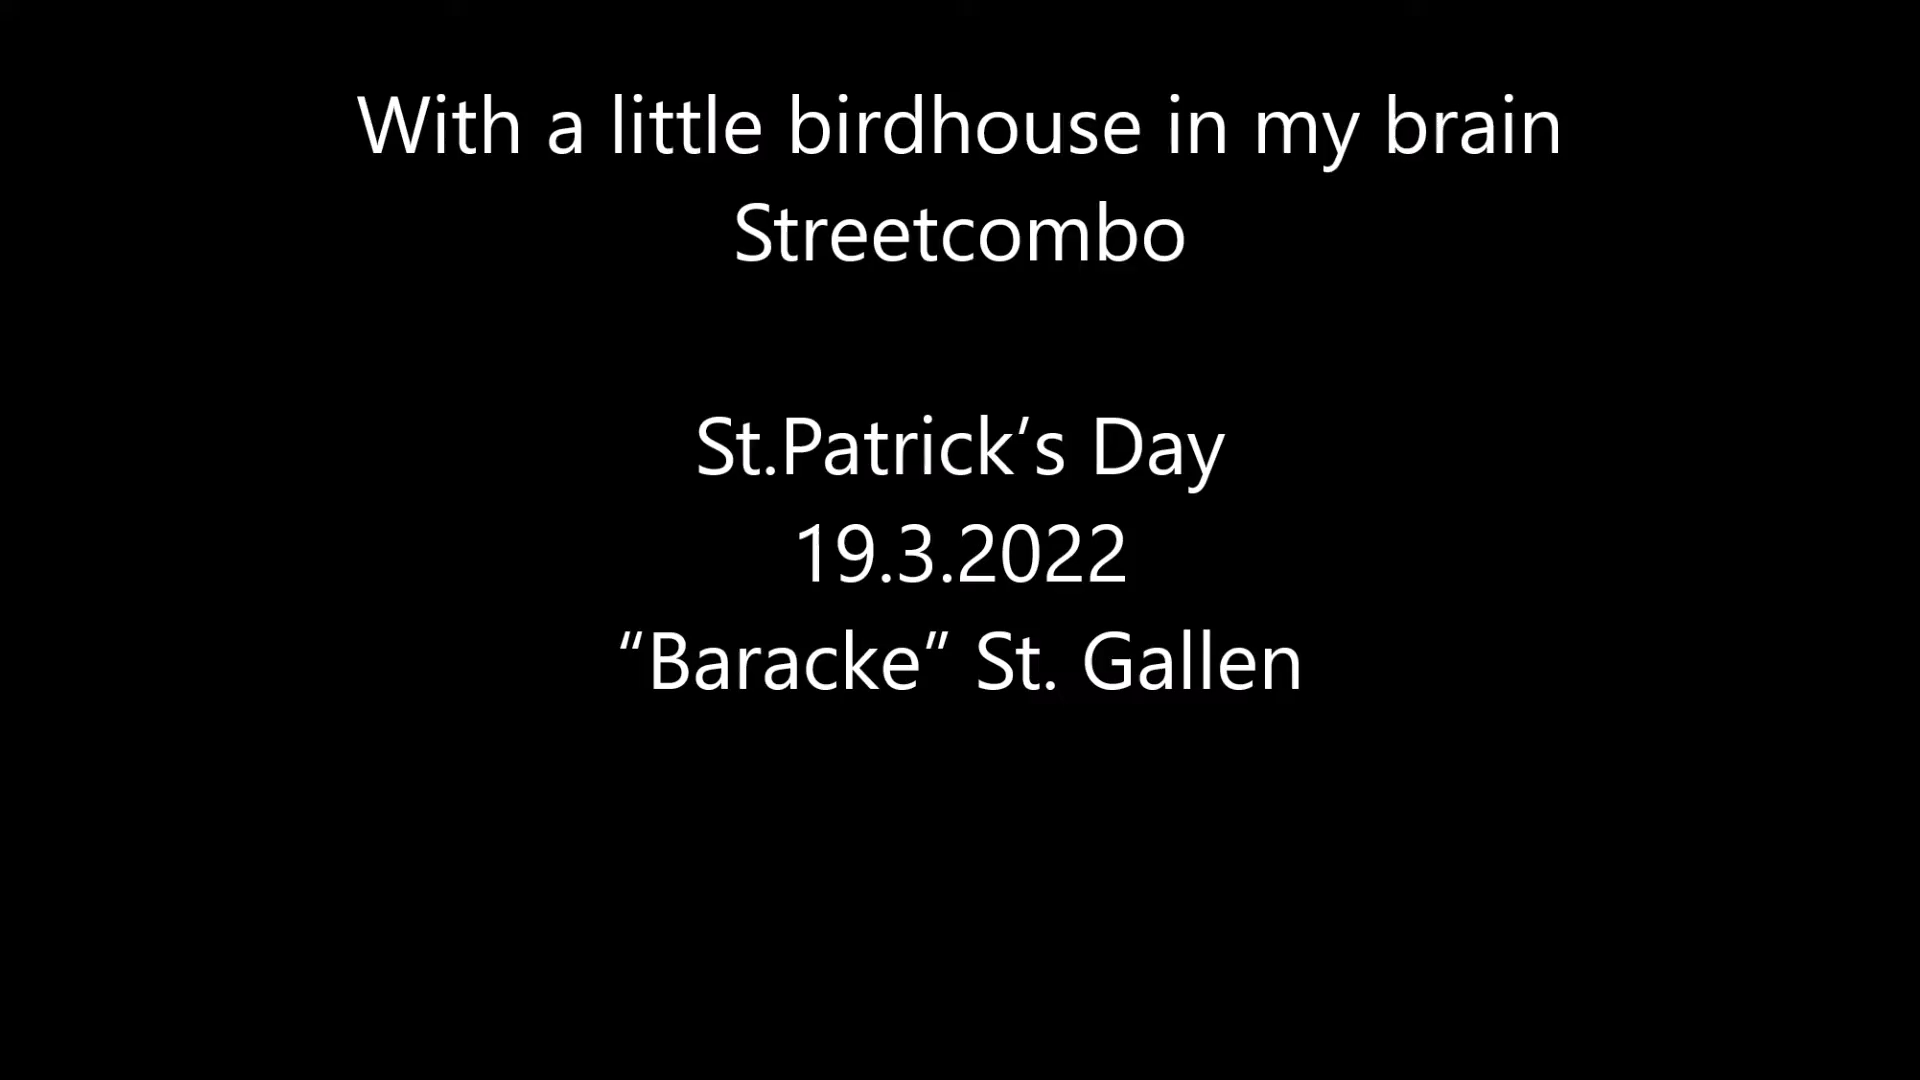 With a little birdhouse in my brain
Streetcombo
St.Patrick’s Day
19.3.2022
“Baracke” St. Gallen